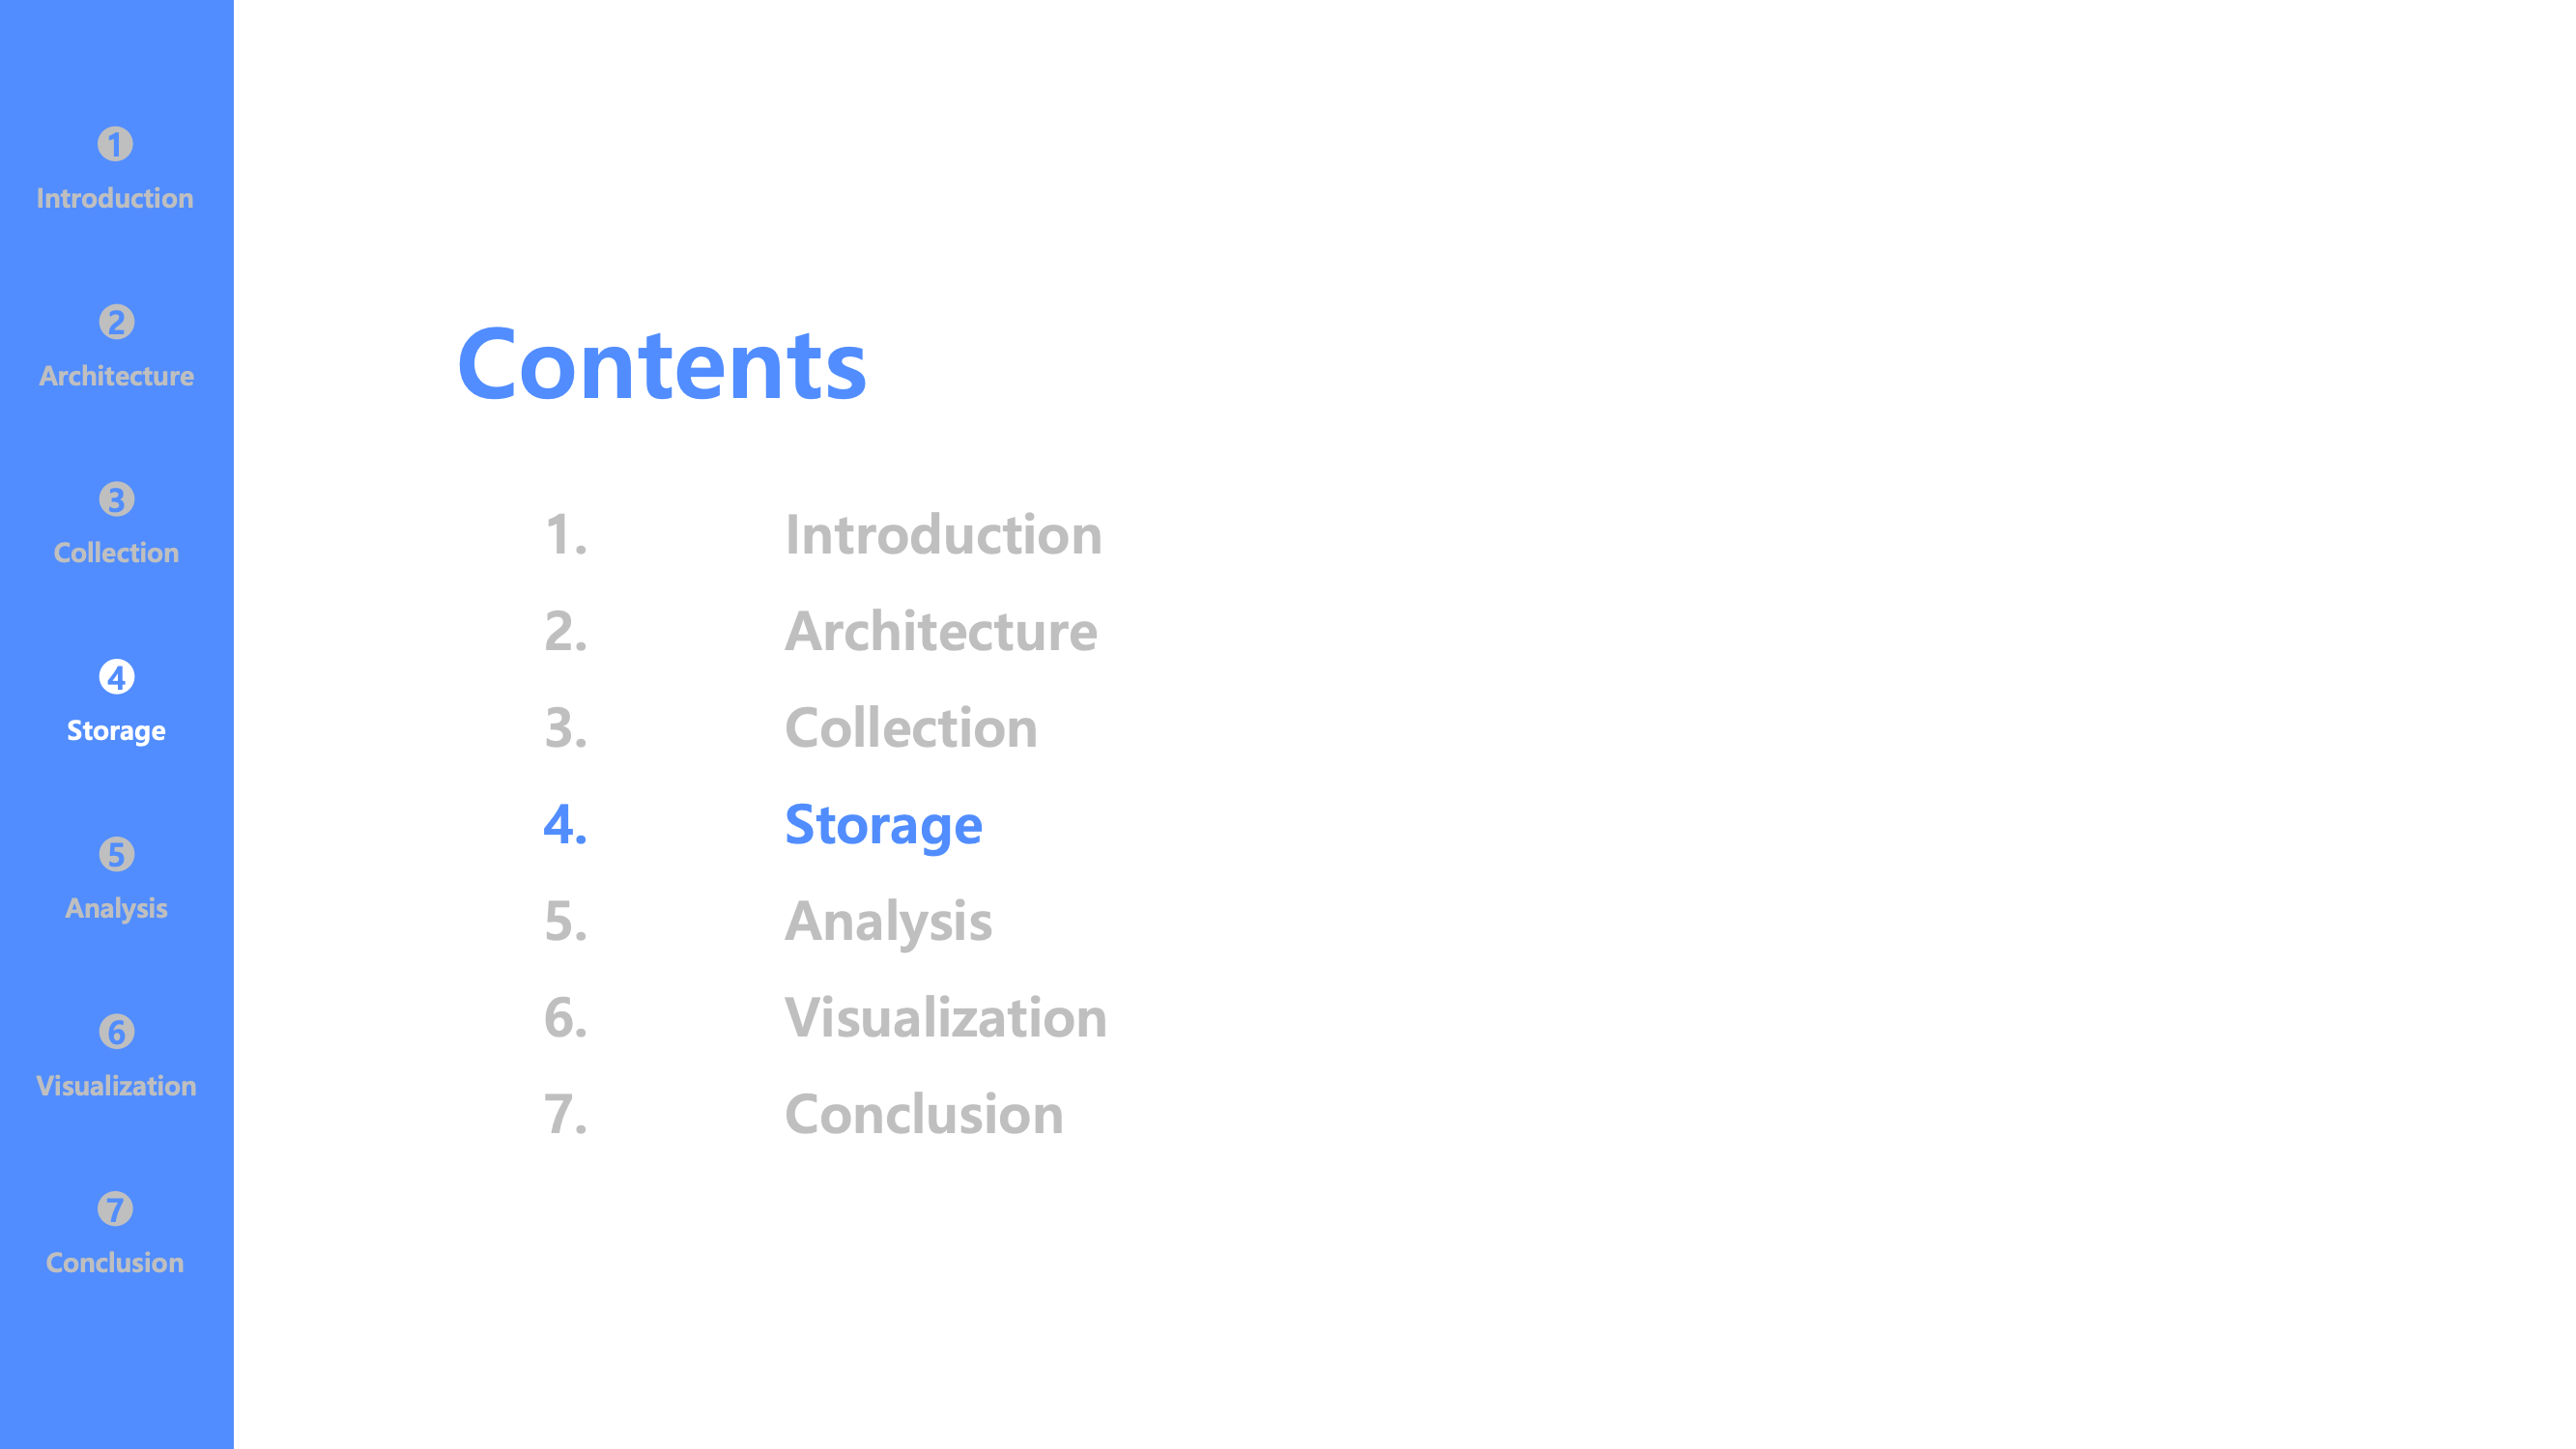 1
Introduction
2
Architecture
3
Collection
4
Storage
5
Analysis
6
Visualization
7
Conclusion
Contents
1. Introduction
2. Architecture
3. Collection
4. Storage
5. Analysis
6. Visualization
7. Conclusion